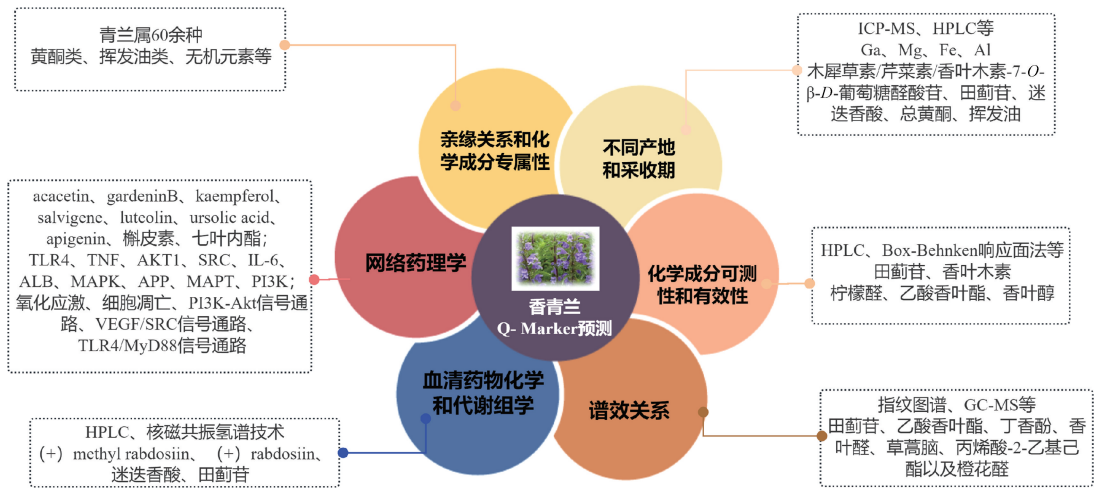 青兰属60余种
黄酮类、挥发油类、无机元素等
ICP-MS、HPLC等
Ga、Mg、Fe、Al
木犀草素/芹菜素/香叶木素-7-O-
β-D-葡萄糖醛酸苷、田蓟苷、迷
迭香酸、总黄酮、挥发油
亲缘关系和化
学成分专属性
不同产地
和采收期
acacetin、gardeninB、kaempferol、
salvigene、luteolin、ursolic acid、
apigenin、槲皮素、七叶内酯；
TLR4、TNF、AKT1、SRC、IL-6、
ALB、MAPK、APP、MAPT、PI3K；
氧化应激、细胞凋亡、PI3K-Akt信号通
路、VEGF/SRC信号通路、
TLR4/MyD88信号通路
网络药理学
香青兰
Q- Marker预测
化学成分可测
性和有效性
HPLC、Box-Behnken响应面法等
田蓟苷、香叶木素
柠檬醛、乙酸香叶酯、香叶醇
血清药物化学
和代谢组学
谱效关系
HPLC、核磁共振氢谱技术
（+）methyl rabdosiin、（+）rabdosiin、
迷迭香酸、田蓟苷
指纹图谱、GC-MS等
田蓟苷、乙酸香叶酯、丁香酚、香
叶醛、草蒿脑、丙烯酸-2-乙基己
酯以及橙花醛